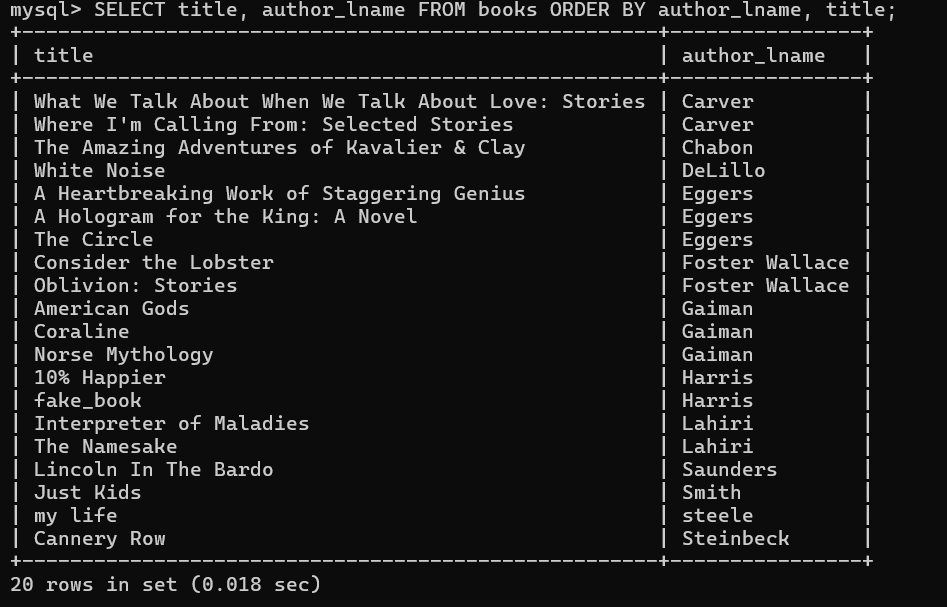 mysql> SELECT title, author_lname FROM books ORDER BY author_lname, title;
+-----------------------------------------------------+----------------+
| title                                               | author_lname   |
+-----------------------------------------------------+----------------+
| What We Talk About When We Talk About Love: Stories | Carver         |
| Where I'm Calling From: Selected Stories            | Carver         |
| The Amazing Adventures of Kavalier & Clay           | Chabon         |
| White Noise                                         | DeLillo        |
| A Heartbreaking Work of Staggering Genius           | Eggers         |
| A Hologram for the King: A Novel                    | Eggers         |
| The Circle                                          | Eggers         |
| Consider the Lobster                                | Foster Wallace |
| Oblivion: Stories                                   | Foster Wallace |
| American Gods                                       | Gaiman         |
| Coraline                                            | Gaiman         |
| Norse Mythology                                     | Gaiman         |
| 10% Happier                                         | Harris         |
| fake_book                                           | Harris         |
| Interpreter of Maladies                             | Lahiri         |
| The Namesake                                        | Lahiri         |
| Lincoln In The Bardo                                | Saunders       |
| Just Kids                                           | Smith          |
| my life                                             | steele         |
| Cannery Row                                         | Steinbeck      |
+-----------------------------------------------------+----------------+
20 rows in set (0.018 sec)